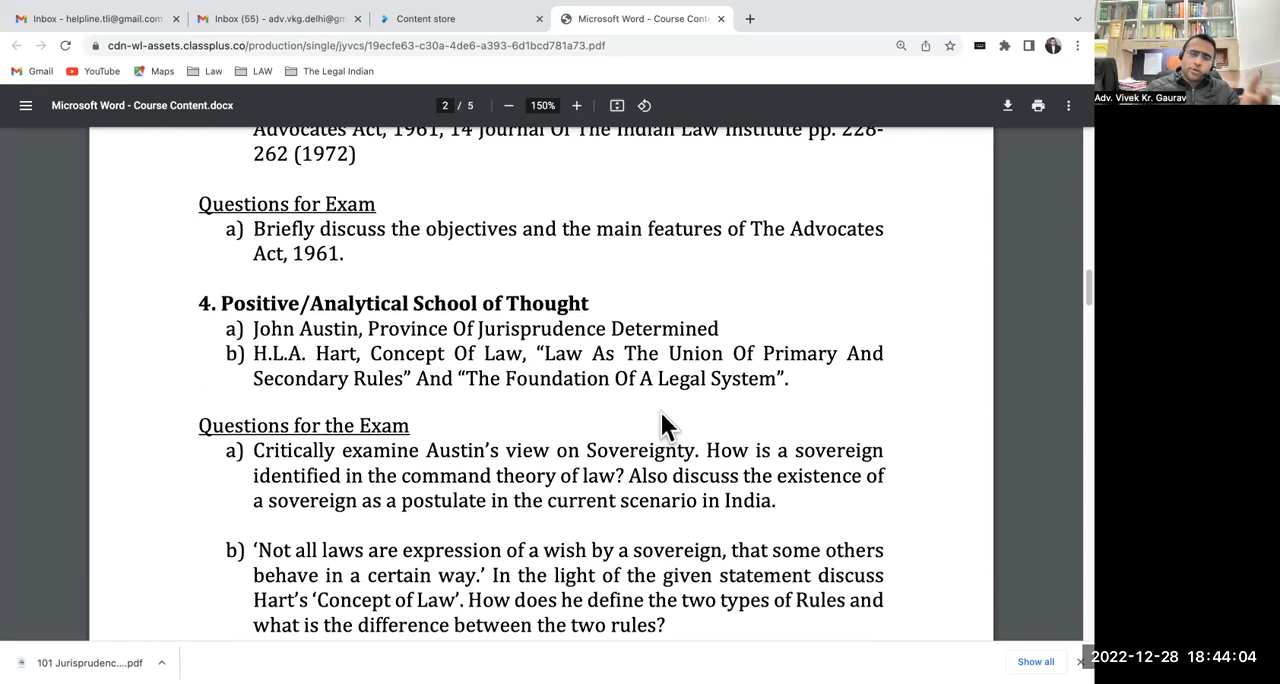 Inbox - helpline.tli@gmail.com
Inbox (55) - adv.vkg.delhi@gm
Content store
Microsoft Word - Course Conte
cdn-wl-assets.classplus.co/production/single/jyvcs/19ecfe63-c30a-4de6-a393-6d1bcd781a73.pdf
Gmail
YouTube
Maps
Law
LAW
The Legal Indian
Adv. Vivek Kr. Gaurav
Microsoft Word - Course Content.docx
2 / 5
150%
Advocates Act, 1961, 14 Journal Of The Indian Law Institute pp. 228-
262 (1972)
Questions for Exam
a) Briefly discuss the objectives and the main features of The Advocates
Act, 1961.
4. Positive/Analytical School of Thought
a) John Austin, Province Of Jurisprudence Determined
b) H.L.A. Hart, Concept Of Law, “Law As The Union Of Primary And
Secondary Rules” And “The Foundation Of A Legal System”.
Questions for the Exam
a) Critically examine Austin’s view on Sovereignty. How is a sovereign
identified in the command theory of law? Also discuss the existence of
a sovereign as a postulate in the current scenario in India.
b) ‘Not all laws are expression of a wish by a sovereign, that some others
behave in a certain way.’ In the light of the given statement discuss
Hart’s ‘Concept of Law’. How does he define the two types of Rules and
what is the difference between the two rules?
101 Jurisprudenc....pdf
Show all
2022-12-28 18:44:04